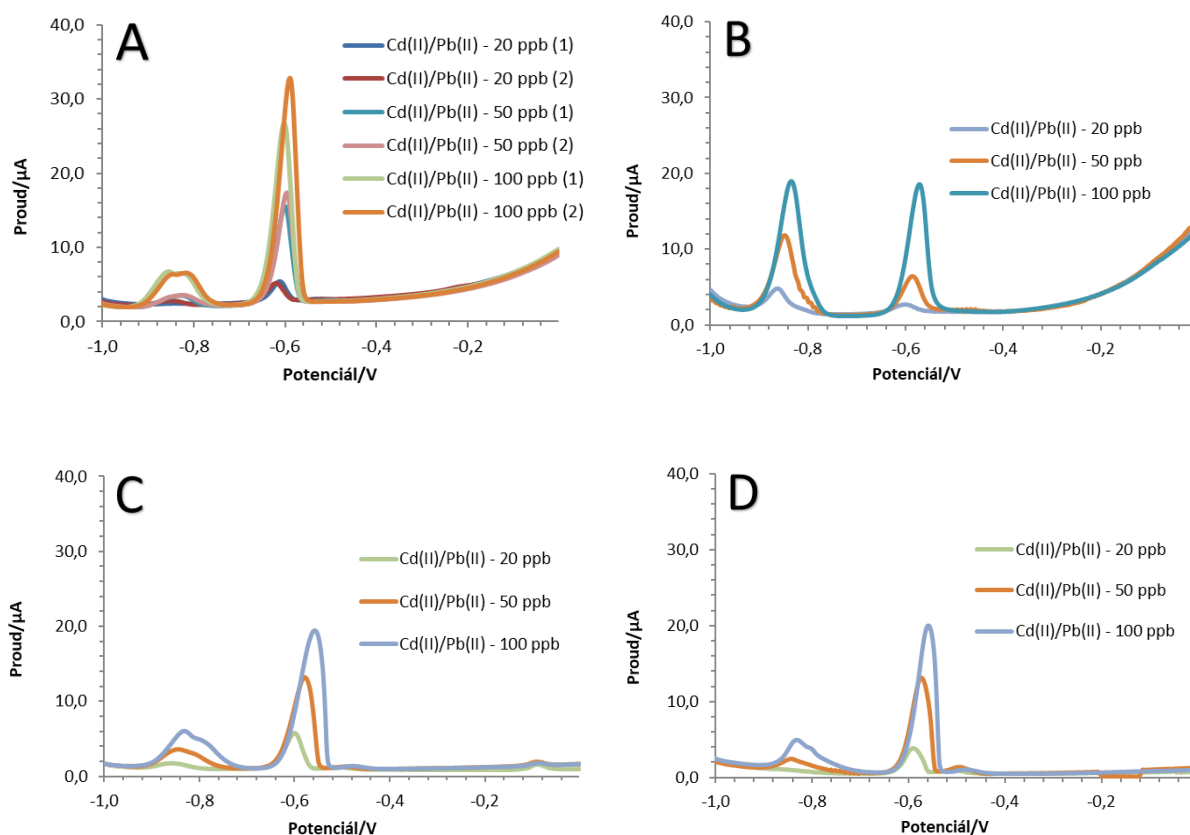 A
40,0
30,0
20,0
10,0
0,0
Proud/µA
Cd(II)/Pb(II) - 20 ppb (1)
Cd(II)/Pb(II) - 20 ppb (2)
Cd(II)/Pb(II) - 50 ppb (1)
Cd(II)/Pb(II) - 50 ppb (2)
Cd(II)/Pb(II) - 100 ppb (1)
Cd(II)/Pb(II) - 100 ppb (2)
-1,0 -0,8 -0,6 -0,4 -0,2
Potenciál/V
B
40,0
30,0
20,0
10,0
0,0
Proud/µA
Cd(II)/Pb(II) - 20 ppb
Cd(II)/Pb(II) - 50 ppb
Cd(II)/Pb(II) - 100 ppb
-1,0 -0,8 -0,6 -0,4 -0,2
Potenciál/V
C
40,0
30,0
20,0
10,0
0,0
Proud/µA
Cd(II)/Pb(II) - 20 ppb
Cd(II)/Pb(II) - 50 ppb
Cd(II)/Pb(II) - 100 ppb
-1,0 -0,8 -0,6 -0,4 -0,2
Potenciál/V
D
40,0
30,0
20,0
10,0
0,0
Proud/µA
Cd(II)/Pb(II) - 20 ppb
Cd(II)/Pb(II) - 50 ppb
Cd(II)/Pb(II) - 100 ppb
-1,0 -0,8 -0,6 -0,4 -0,2
Potenciál/V